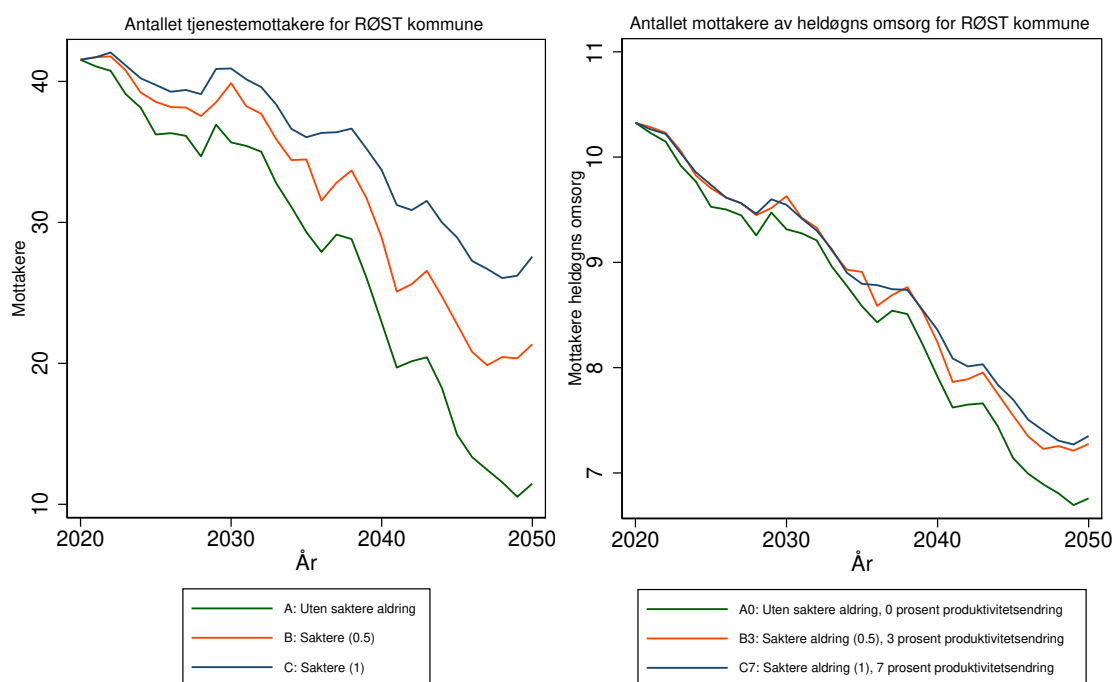 Antallet tjenestemottakere for RØST kommune
Mottakere
40
30
20
10
2020
2030
2040
2050
År
A: Uten saktere aldring
B: Saktere (0.5)
C: Saktere (1)
Antallet mottakere av heldøgns omsorg for RØST kommune
Mottakere heldøgns omsorg
11
10
9
8
7
2020
2030
2040
2050
År
A0: Uten saktere aldring, 0 prosent produktivitetsendring
B3: Saktere aldring (0.5), 3 prosent produktivitetsendring
C7: Saktere aldring (1), 7 prosent produktivitetsendring